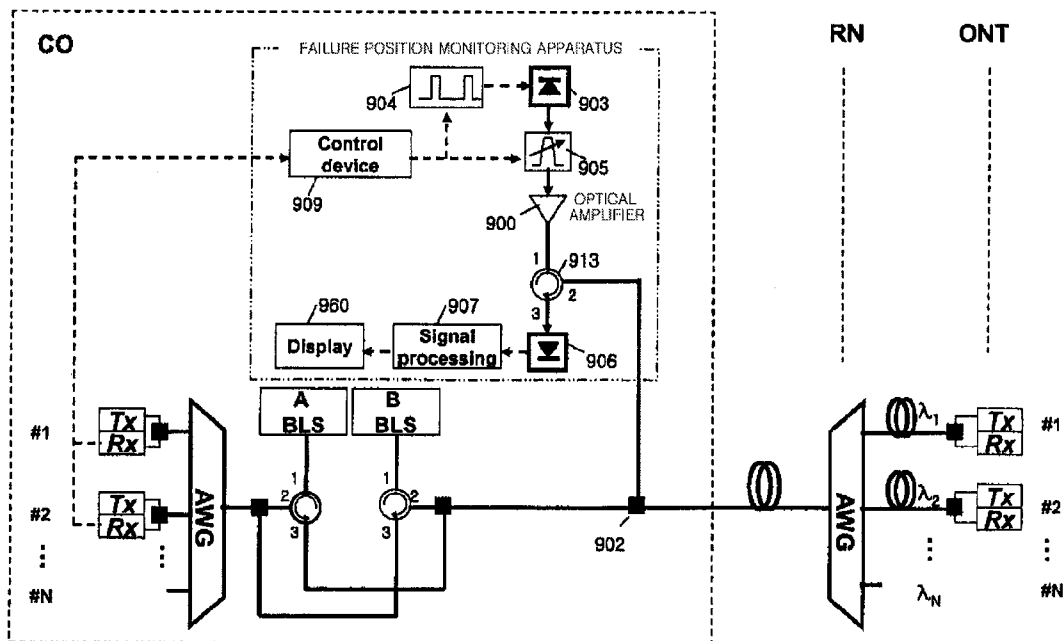 CO
RN
ONT
FAILURE POSITION MONITORING APPARATUS
904
903
Control
device
909
905
900
OPTICAL
AMPLIFIER
1
913
2
3
960
907
Display
Signal
processing
906
A
BLS
B
BLS
#1
Tx
Rx
#2
Tx
Rx
#N
AWG
1
2
3
1
2
3
902
AWG
λ1
λ2
λN
Tx
Rx
#1
Tx
Rx
#2
#N